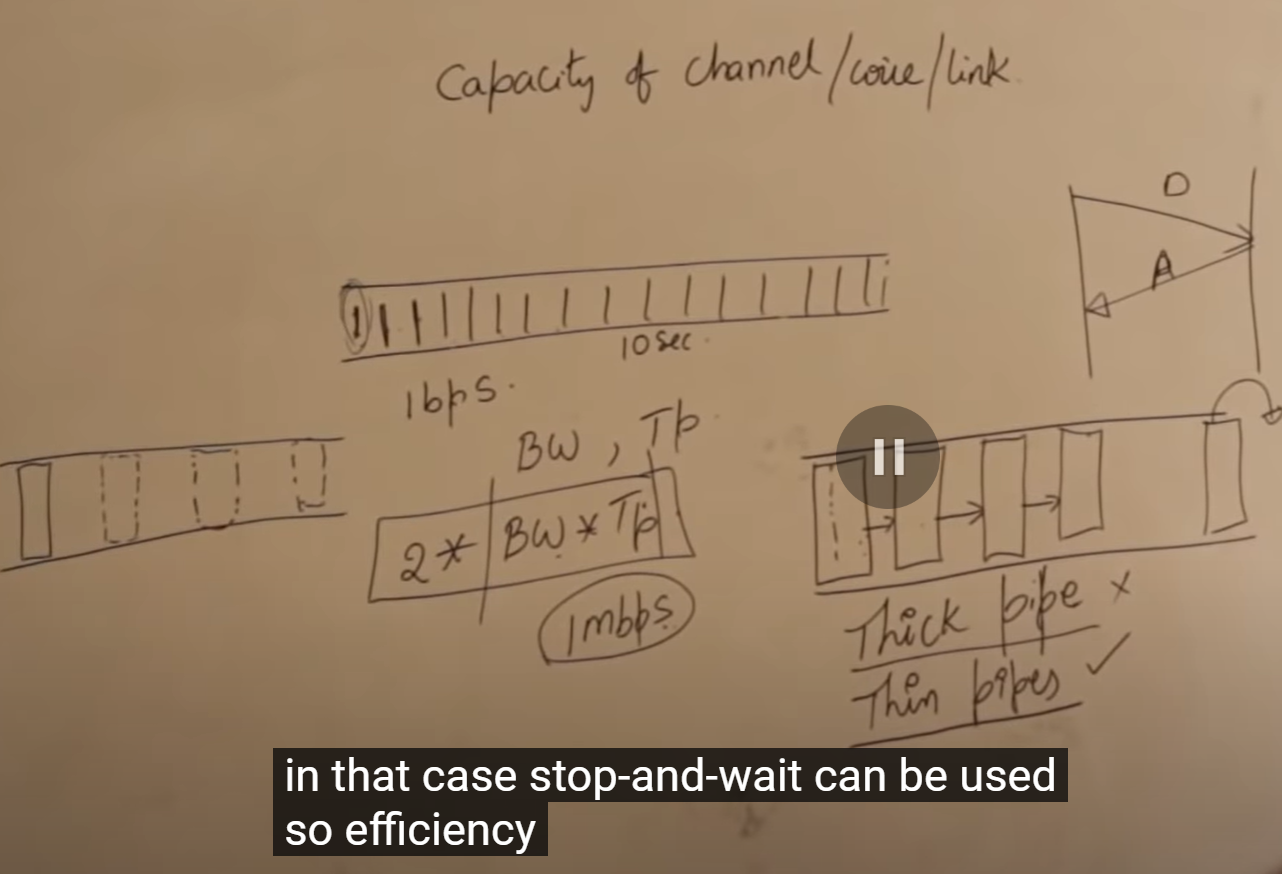 Capacity of channel/wire/link
D
A
10 sec.
1bps.
BW, Tp
2* BW * Tp
1mbps
Thick pipe x
Thin pipes ✓
in that case stop-and-wait can be used
so efficiency